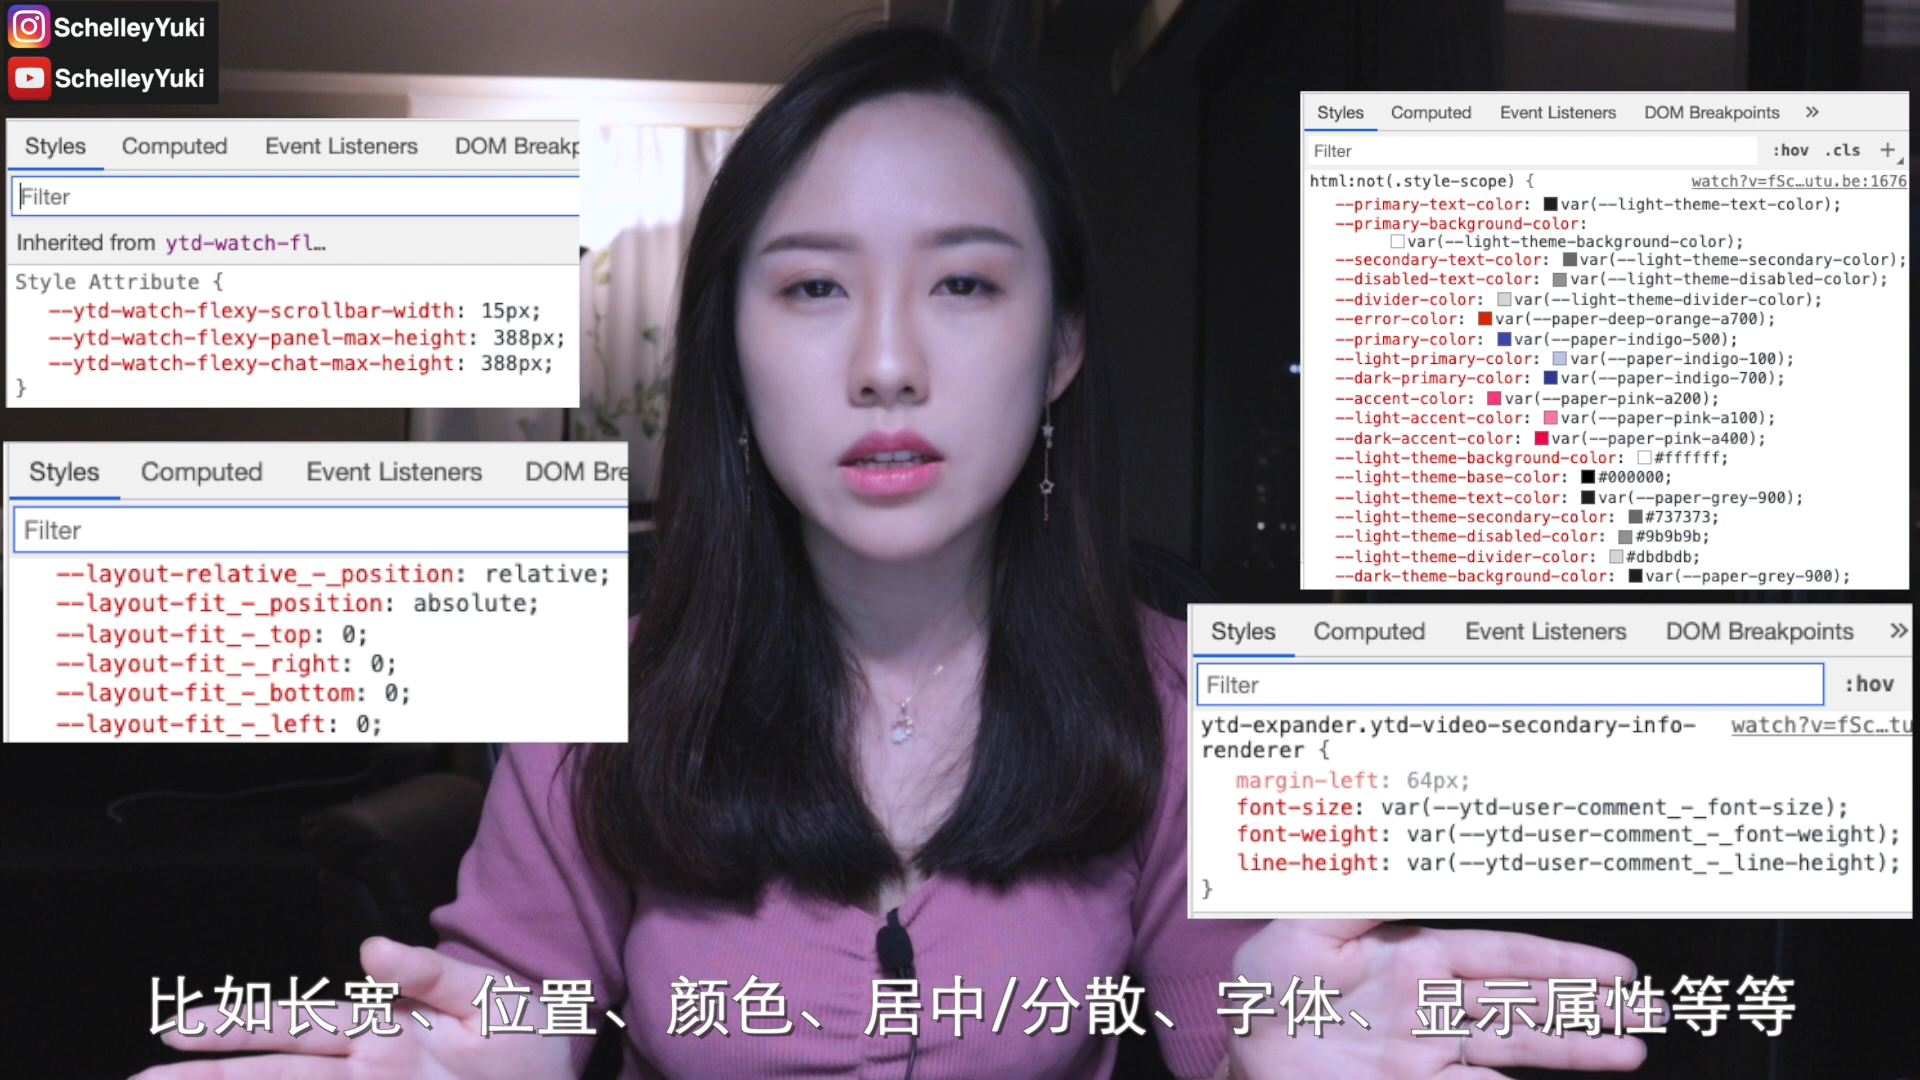 SchelleyYuki
SchelleyYuki
Styles Computed Event Listeners DOM Breakp
Filter
Inherited from ytd-watch-fl…
Style Attribute {
--ytd-watch-flexy-scrollbar-width: 15px;
--ytd-watch-flexy-panel-max-height: 388px;
--ytd-watch-flexy-chat-max-height: 388px;
}
Styles Computed Event Listeners DOM Bre
Filter
--layout-relative_-_position: relative;
--layout-fit_-_position: absolute;
--layout-fit_-_top: 0;
--layout-fit_-_right: 0;
--layout-fit_-_bottom: 0;
--layout-fit_-_left: 0;
Styles Computed Event Listeners DOM Breakpoints »
Filter :hov .cls +
html:not(.style-scope) { watch?v=fSc…utu.be:1676
--primary-text-color: var(--light-theme-text-color);
--primary-background-color:
var(--light-theme-background-color);
--secondary-text-color: var(--light-theme-secondary-color);
--disabled-text-color: var(--light-theme-disabled-color);
--divider-color: var(--light-theme-divider-color);
--error-color: var(--paper-deep-orange-a700);
--primary-color: var(--paper-indigo-500);
--light-primary-color: var(--paper-indigo-100);
--dark-primary-color: var(--paper-indigo-700);
--accent-color: var(--paper-pink-a200);
--light-accent-color: var(--paper-pink-a100);
--dark-accent-color: var(--paper-pink-a400);
--light-theme-background-color: #ffffff;
--light-theme-base-color: #000000;
--light-theme-text-color: var(--paper-grey-900);
--light-theme-secondary-color: #737373;
--light-theme-disabled-color: #9b9b9b;
--light-theme-divider-color: #dbdbdb;
--dark-theme-background-color: var(--paper-grey-900);
Styles Computed Event Listeners DOM Breakpoints »
Filter :hov
ytd-expander.ytd-video-secondary-info- watch?v=fSc…tu
renderer {
margin-left: 64px;
font-size: var(--ytd-user-comment_-_font-size);
font-weight: var(--ytd-user-comment_-_font-weight);
line-height: var(--ytd-user-comment_-_line-height);
}
比如长宽、位置、颜色、居中/分散、字体、显示属性等等